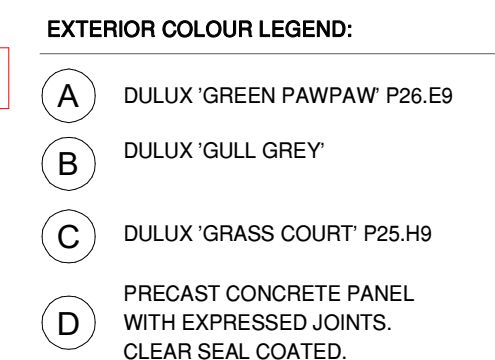 EXTERIOR COLOUR LEGEND:
A DULUX 'GREEN PAWPAW' P26.E9
B DULUX 'GULL GREY'
C DULUX 'GRASS COURT' P25.H9
PRECAST CONCRETE PANEL
D WITH EXPRESSED JOINTS.
CLEAR SEAL COATED.